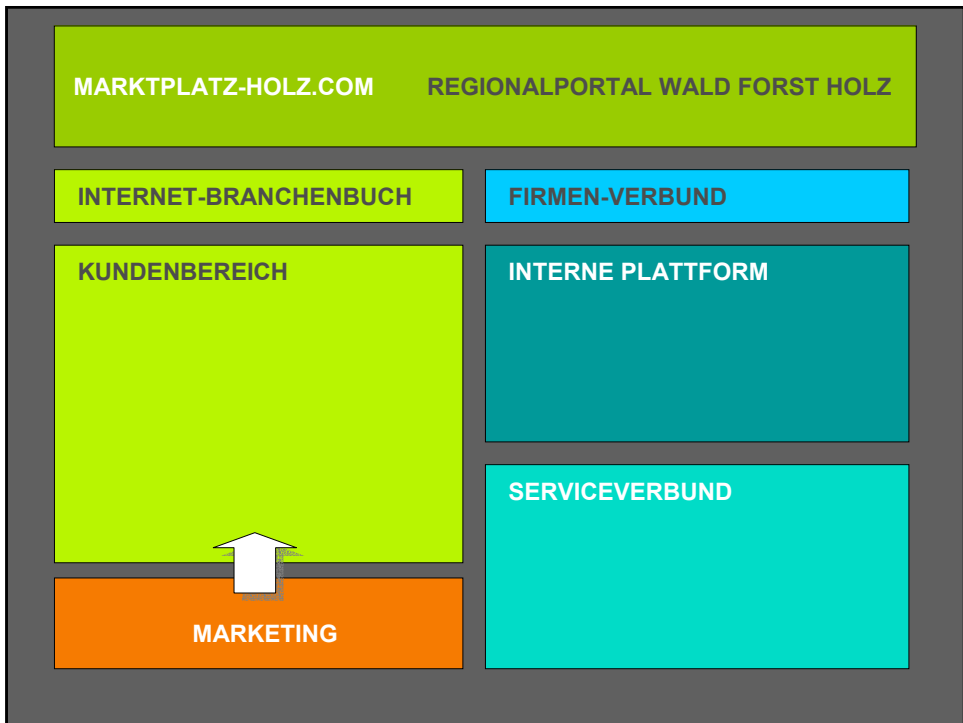 MARKTPLATZ-HOLZ.COM REGIONALPORTAL WALD FORST HOLZ
INTERNET-BRANCHENBUCH
FIRMEN-VERBUND
KUNDENBEREICH
INTERNE PLATTFORM
SERVICEVERBUND
MARKETING